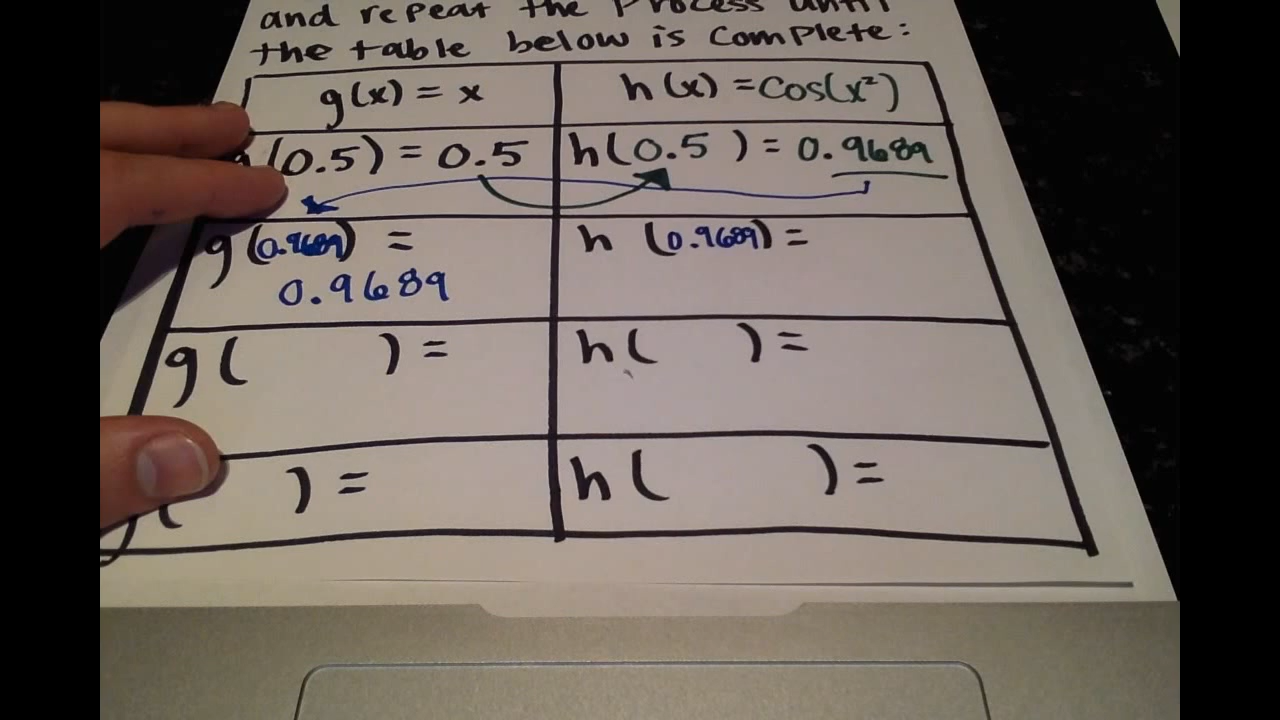 and repeat the Process until
the table below is complete:
g(x) = x h(x) = cos(x²)
g(0.5) = 0.5 h(0.5 ) = 0.9689
g(0.9689) = h (0.9689) =
0.9689
g( ) = h( ) =
( ) = h( ) =